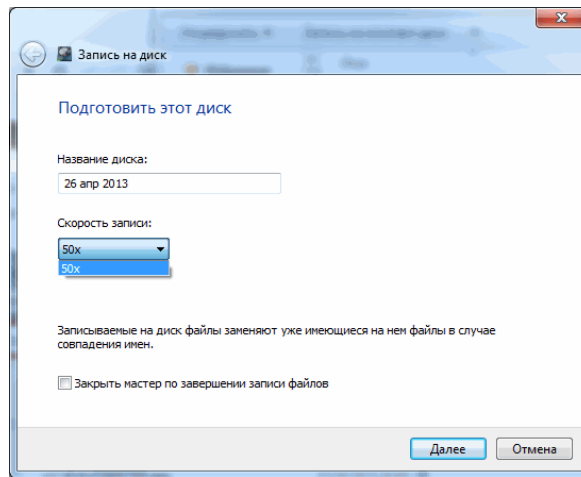 Запись на диск
Подготовить этот диск
Название диска:
26 апр 2013
Скорость записи:
50x
50x
Записываемые на диск файлы заменяют уже имеющиеся на нем файлы в случае
совпадения имен.
Закрыть мастер по завершении записи файлов
Далее
Отмена